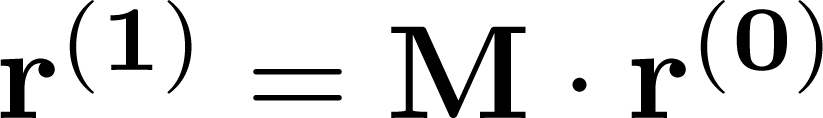 r^(1) = M · r^(0)